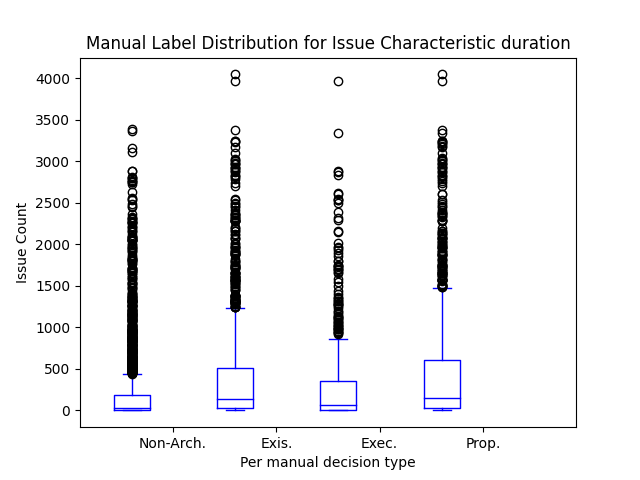 Manual Label Distribution for Issue Characteristic duration
4000
3500
3000
2500
2000
1500
1000
500
0
Issue Count
Non-Arch. Exis. Exec. Prop.
Per manual decision type